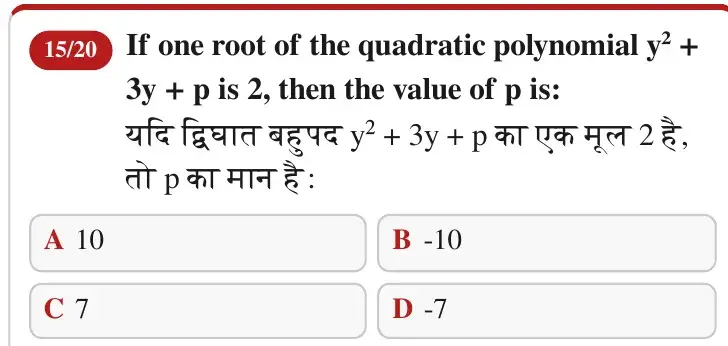 15/20 If one root of the quadratic polynomial y² +
3y + p is 2, then the value of p is:
यदि द्विघात बहुपद y² + 3y + p का एक मूल 2 है,
तो p का मान है :
A 10 B -10
C 7 D -7